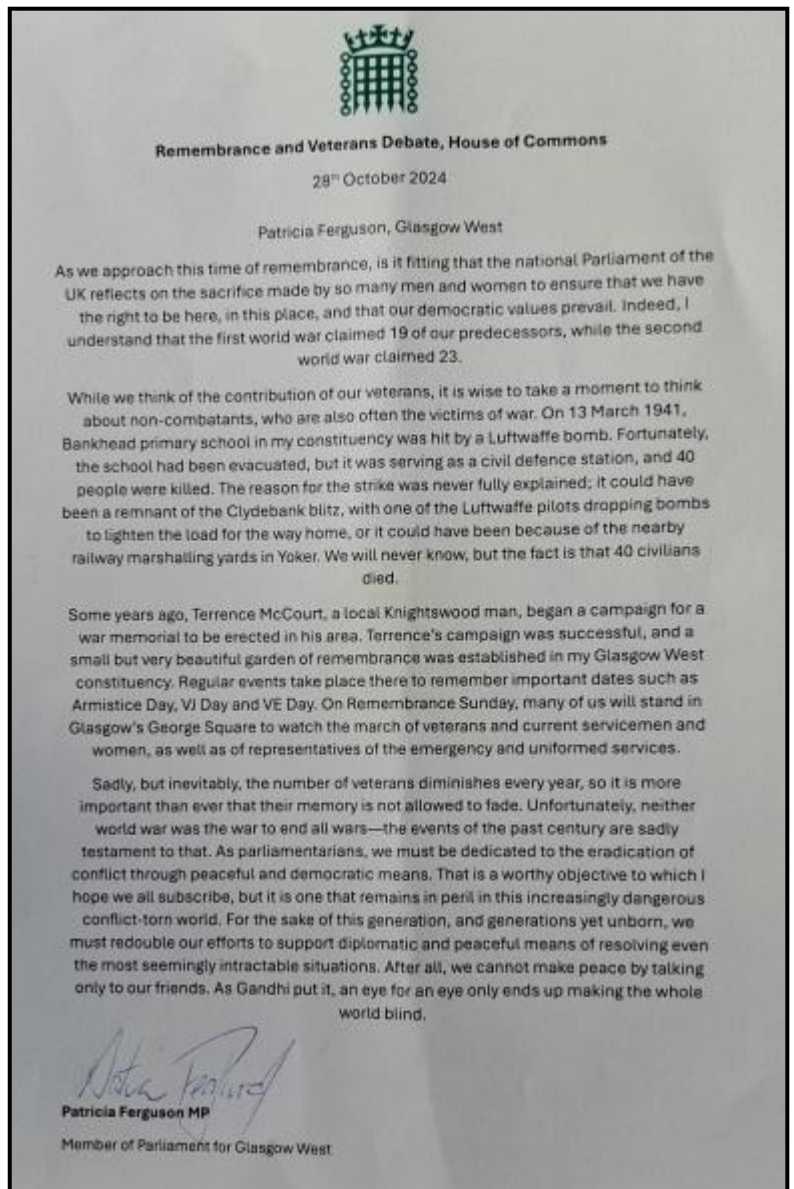 Remembrance and Veterans Debate, House of Commons
28th October 2024
Patricia Ferguson, Glasgow West
As we approach this time of remembrance, is it fitting that the national Parliament of the
UK reflects on the sacrifice made by so many men and women to ensure that we have
the right to be here, in this place, and that our democratic values prevail. Indeed, I
understand that the first world war claimed 19 of our predecessors, while the second
world war claimed 23.
While we think of the contribution of our veterans, it is wise to take a moment to think
about non-combatants, who are also often the victims of war. On 13 March 1941,
Bankhead primary school in my constituency was hit by a Luftwaffe bomb. Fortunately,
the school had been evacuated, but it was serving as a civil defence station, and 40
people were killed. The reason for the strike was never fully explained; it could have
been a remnant of the Clydebank blitz, with one of the Luftwaffe pilots dropping bombs
to lighten the load for the way home, or it could have been because of the nearby
railway marshalling yards in Yoker. We will never know, but the fact is that 40 civilians
died.
Some years ago, Terrence McCourt, a local Knightswood man, began a campaign for a
war memorial to be erected in his area. Terrence's campaign was successful, and a
small but very beautiful garden of remembrance was established in my Glasgow West
constituency. Regular events take place there to remember important dates such as
Armistice Day, VJ Day and VE Day. On Remembrance Sunday, many of us will stand in
Glasgow's George Square to watch the march of veterans and current servicemen and
women, as well as of representatives of the emergency and uniformed services.
Sadly, but inevitably, the number of veterans diminishes every year, so it is more
important than ever that their memory is not allowed to fade. Unfortunately, neither
world war was the war to end all wars—the events of the past century are sadly
testament to that. As parliamentarians, we must be dedicated to the eradication of
conflict through peaceful and democratic means. That is a worthy objective to which I
hope we all subscribe, but it is one that remains in peril in this increasingly dangerous
conflict-torn world. For the sake of this generation, and generations yet unborn, we
must redouble our efforts to support diplomatic and peaceful means of resolving even
the most seemingly intractable situations. After all, we cannot make peace by talking
only to our friends. As Gandhi put it, an eye for an eye only ends up making the whole
world blind.
Patricia Ferguson MP
Member of Parliament for Glasgow West